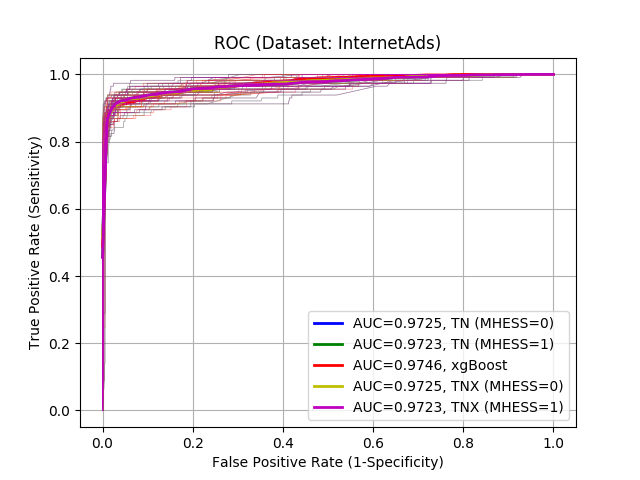 ROC (Dataset: InternetAds)
True Positive Rate (Sensitivity)
1.0
0.8
0.6
0.4
0.2
0.0
AUC=0.9725, TN (MHESS=0)
AUC=0.9723, TN (MHESS=1)
AUC=0.9746, xgBoost
AUC=0.9725, TNX (MHESS=0)
AUC=0.9723, TNX (MHESS=1)
0.0 0.2 0.4 0.6 0.8 1.0
False Positive Rate (1-Specificity)